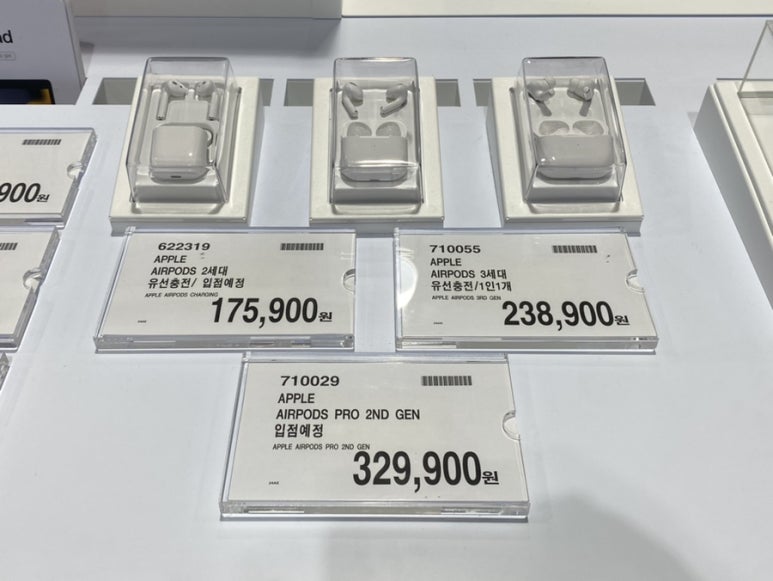 nd
900원
622319
APPLE
AIRPODS 2세대
유선충전/ 입점예정
APPLE AIRPODS CHARGING
175,900원
710055
APPLE
AIRPODS 3세대
유선충전/1인1개
APPLE AIRPODS 3RD GEN
238,900원
710029
APPLE
AIRPODS PRO 2ND GEN
입점예정
APPLE AIRPODS PRO 2ND GEN
329,900원